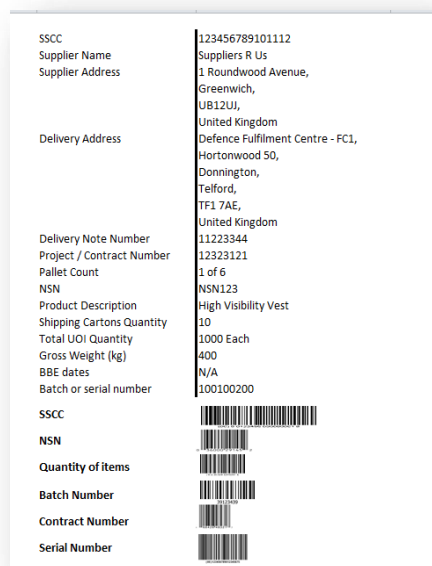 SSCC 123456789101112
Supplier Name Suppliers R Us
Supplier Address 1 Roundwood Avenue,
Greenwich,
UB12UJ,
United Kingdom
Delivery Address Defence Fulfilment Centre - FC1,
Hortonwood 50,
Donnington,
Telford,
TF1 7AE,
United Kingdom
Delivery Note Number 11223344
Project / Contract Number 12323121
Pallet Count 1 of 6
NSN NSN123
Product Description High Visibility Vest
Shipping Cartons Quantity 10
Total UOI Quantity 1000 Each
Gross Weight (kg) 400
BBE dates N/A
Batch or serial number 100100200
SSCC
NSN
Quantity of items
Batch Number
Contract Number
Serial Number